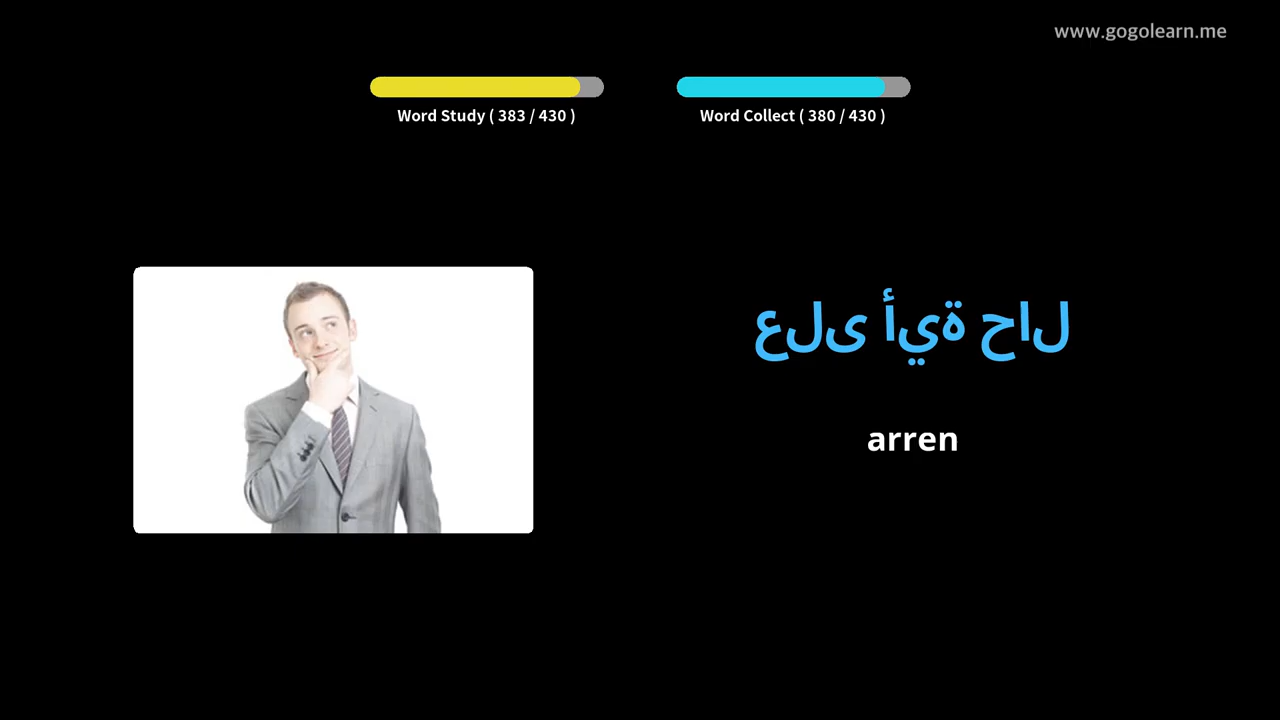 www.gogolearn.me
Word Study ( 383 / 430 )
Word Collect ( 380 / 430 )
على أية حال
arren